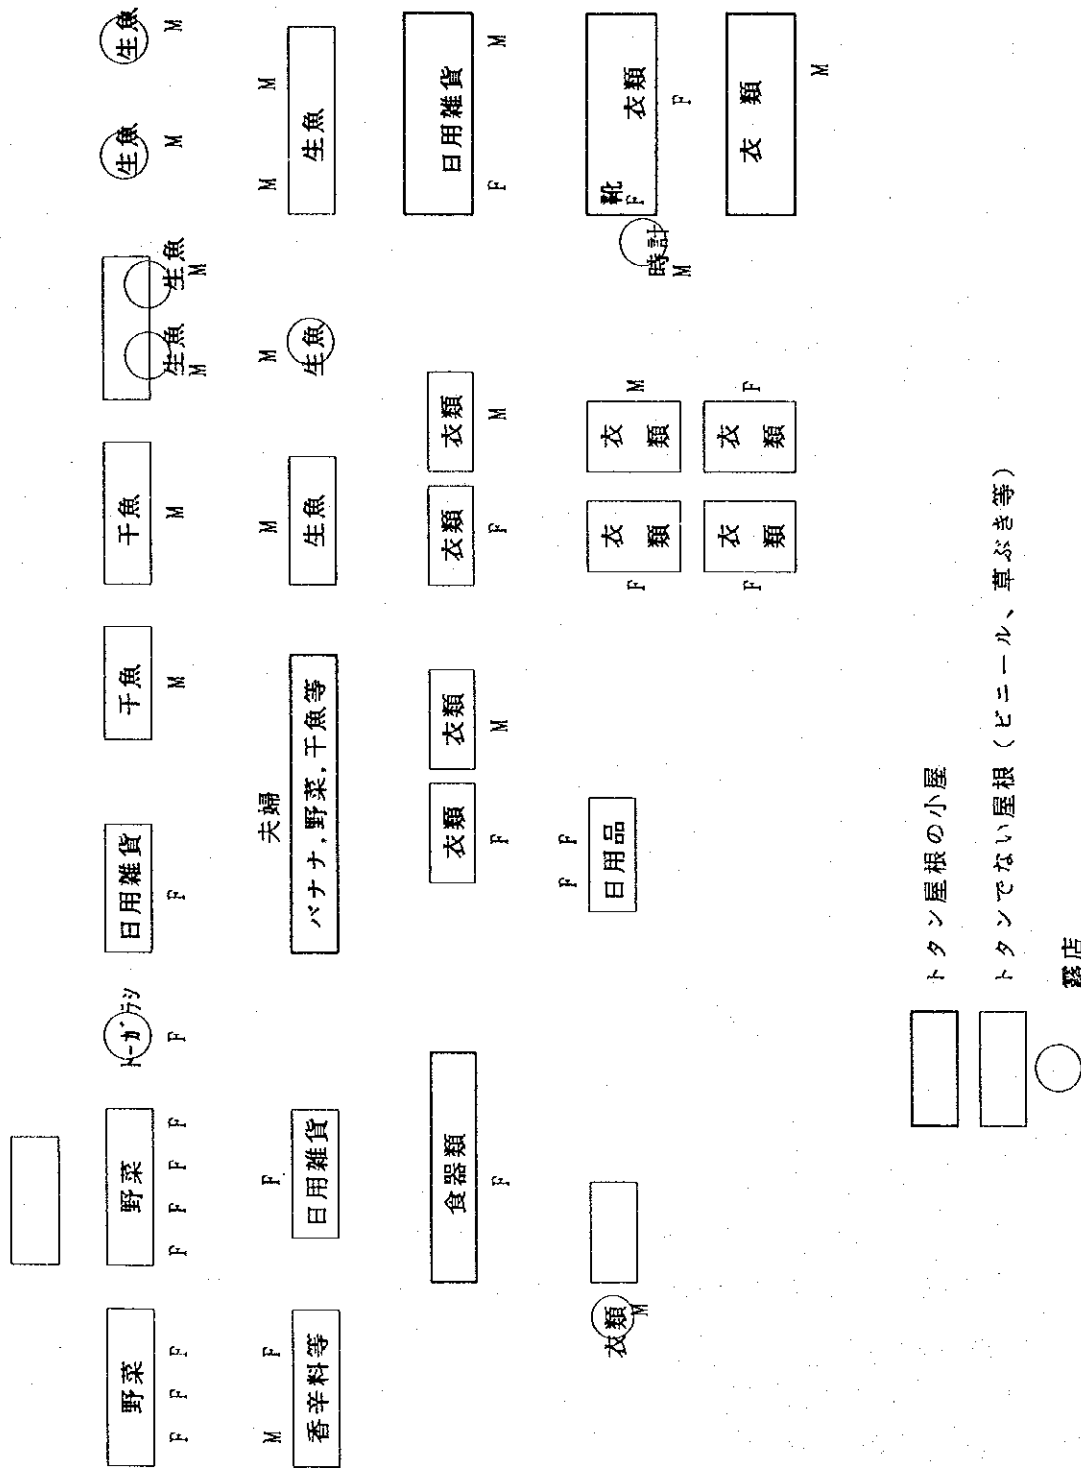 野菜 野菜 トーガラシ 日用雑貨 干魚 干魚 生魚 生魚 生魚 生魚
F F F F F F F F F M M M M M M
M F F 夫婦 M M M M
香辛料等 日用雑貨 バナナ,野菜,干魚等 生魚 生魚 生魚
食器類 衣類 衣類 衣類 衣類 日用雑貨
F F M F M F M
F F
衣類 日用品 衣類 衣類 靴 衣類
M F M 時計 F F
M
衣類 衣類 衣類
F F M
トタン屋根の小屋
トタンでない屋根(ビニール、草ぶき等)
露店